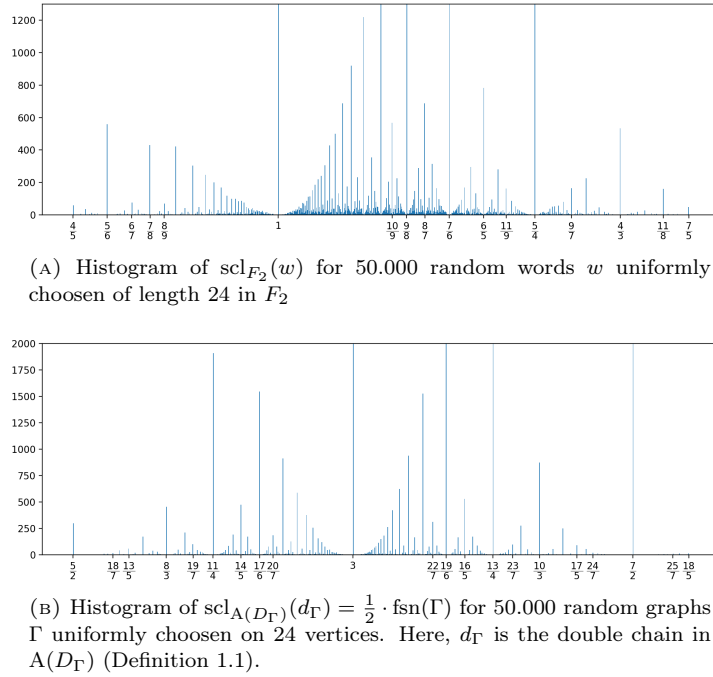 1200
1000
800
600
400
200
0
4/5 5/6 6/7 7/8 8/9 1 10/9 9/8 8/7 7/6 6/5 11/9 5/4 9/7 4/3 11/8 7/5
(A) Histogram of scl_{F_2}(w) for 50.000 random words w uniformly
choosen of length 24 in F_2
2000
1750
1500
1250
1000
750
500
250
0
5/2 18/7 13/5 8/3 19/7 11/4 14/5 17/6 20/7 3 22/7 19/6 16/5 13/4 23/7 10/3 17/5 24/7 7/2 25/7 18/5
(B) Histogram of scl_{A(D_Γ)}(d_Γ) = 1/2 · fsn(Γ) for 50.000 random graphs
Γ uniformly choosen on 24 vertices. Here, d_Γ is the double chain in
A(D_Γ) (Definition 1.1).